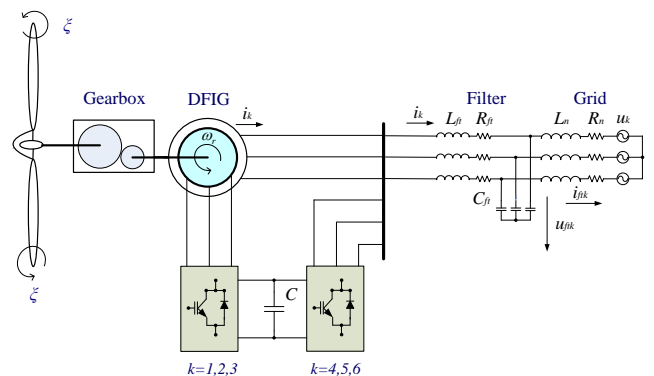 ξ
Gearbox
DFIG
i_k
ω_r
i_k
Filter
L_ft R_ft
C_ft
Grid
L_n R_n u_k
i_ftk
u_ftk
ξ
C
k=1,2,3
k=4,5,6